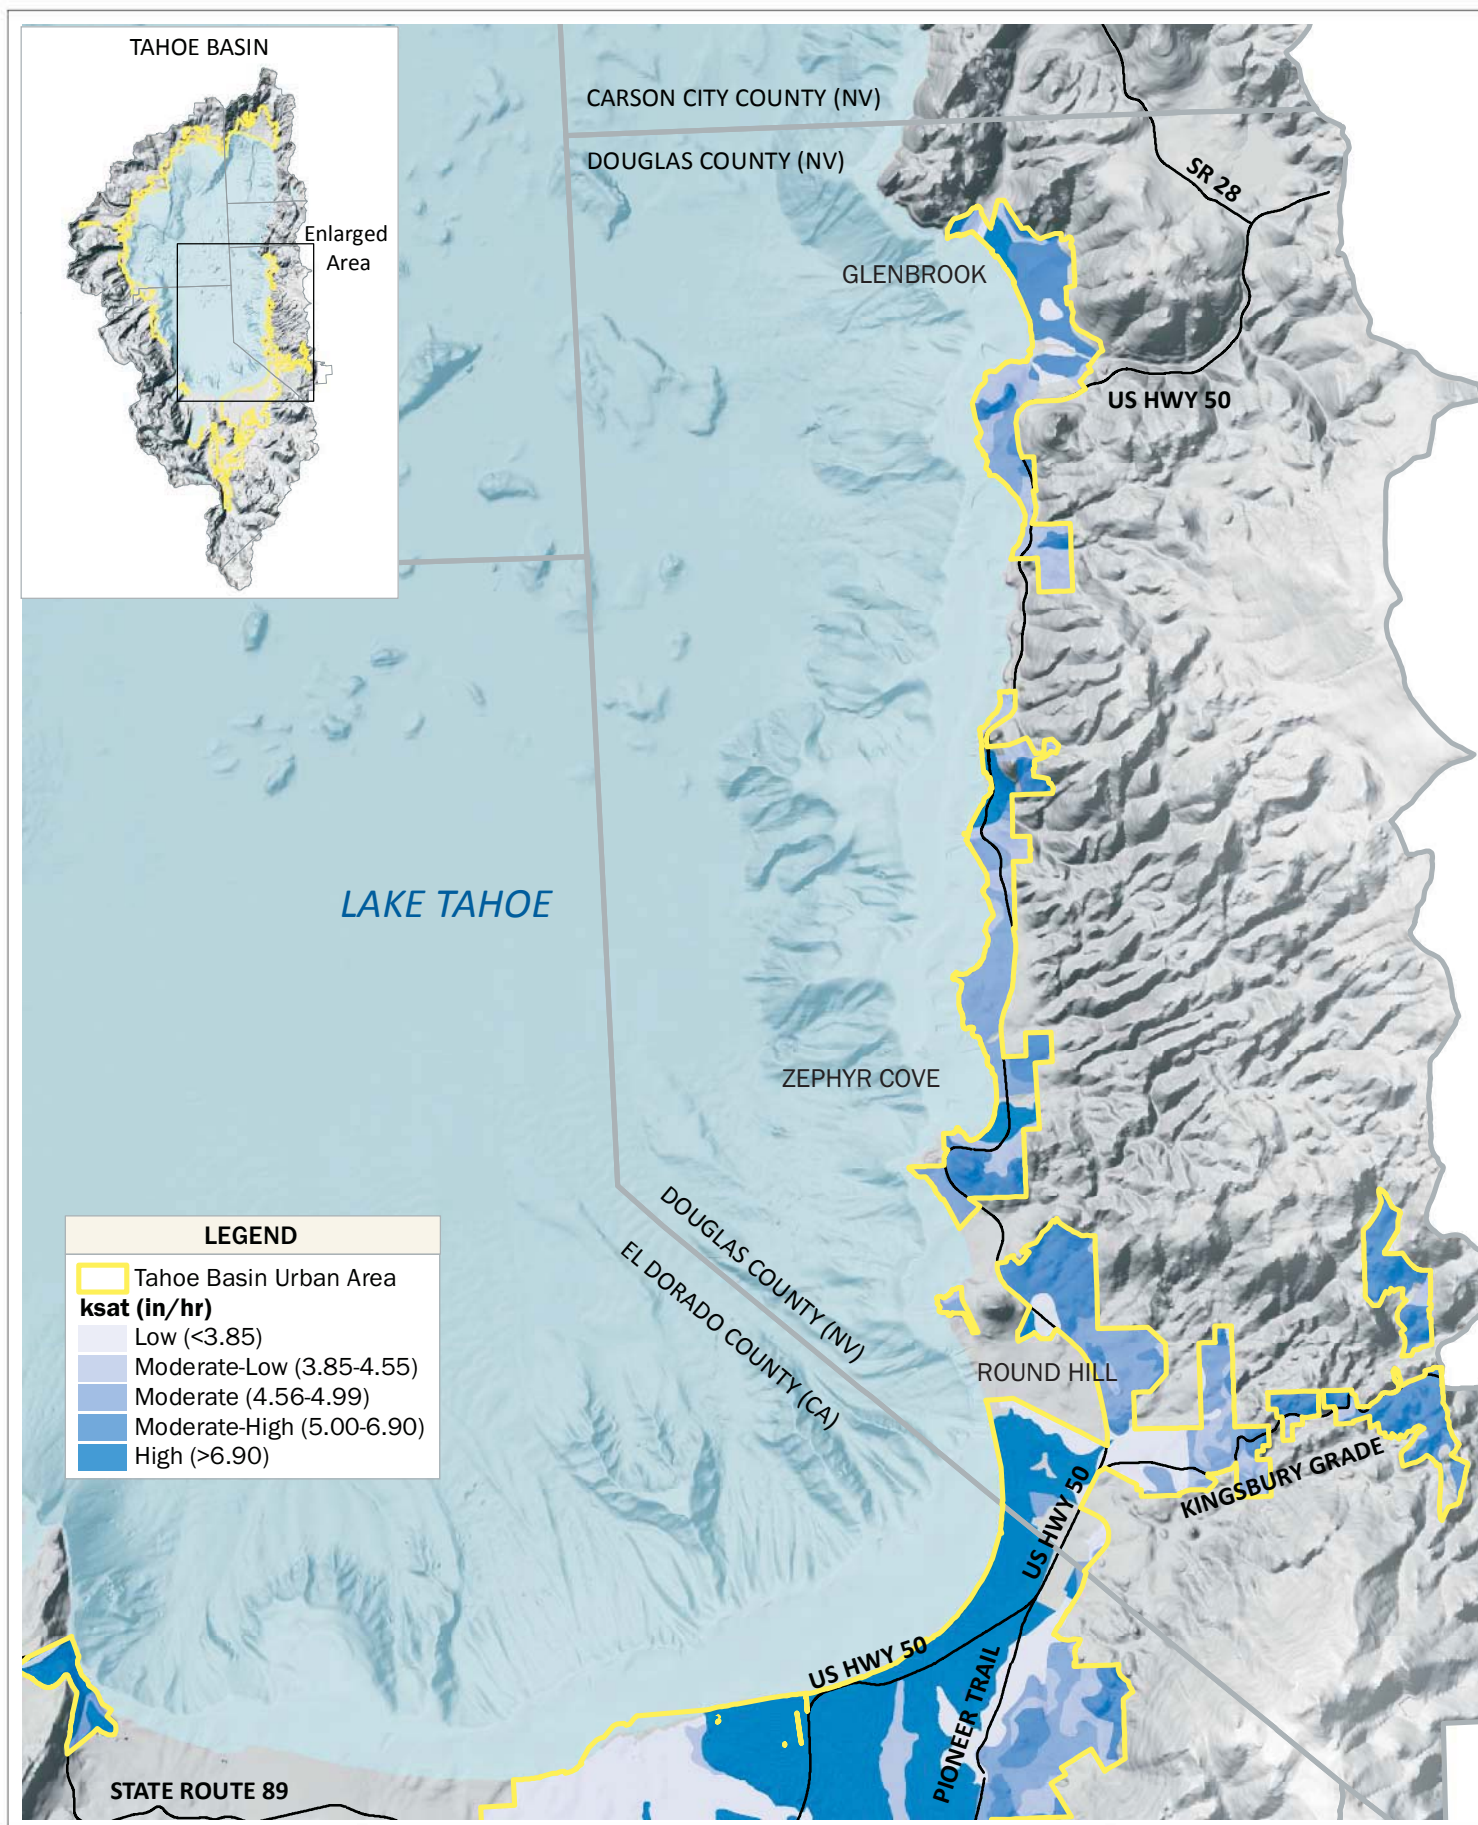 TAHOE BASIN
Enlarged
Area
CARSON CITY COUNTY (NV)
DOUGLAS COUNTY (NV)
SR 28
GLENBROOK
US HWY 50
LAKE TAHOE
ZEPHYR COVE
DOUGLAS COUNTY (NV)
EL DORADO COUNTY (CA)
ROUND HILL
KINGSBURY GRADE
US HWY 50
US HWY 50
PIONEER TRAIL
STATE ROUTE 89
LEGEND
Tahoe Basin Urban Area
ksat (in/hr)
Low (<3.85)
Moderate-Low (3.85-4.55)
Moderate (4.56-4.99)
Moderate-High (5.00-6.90)
High (>6.90)